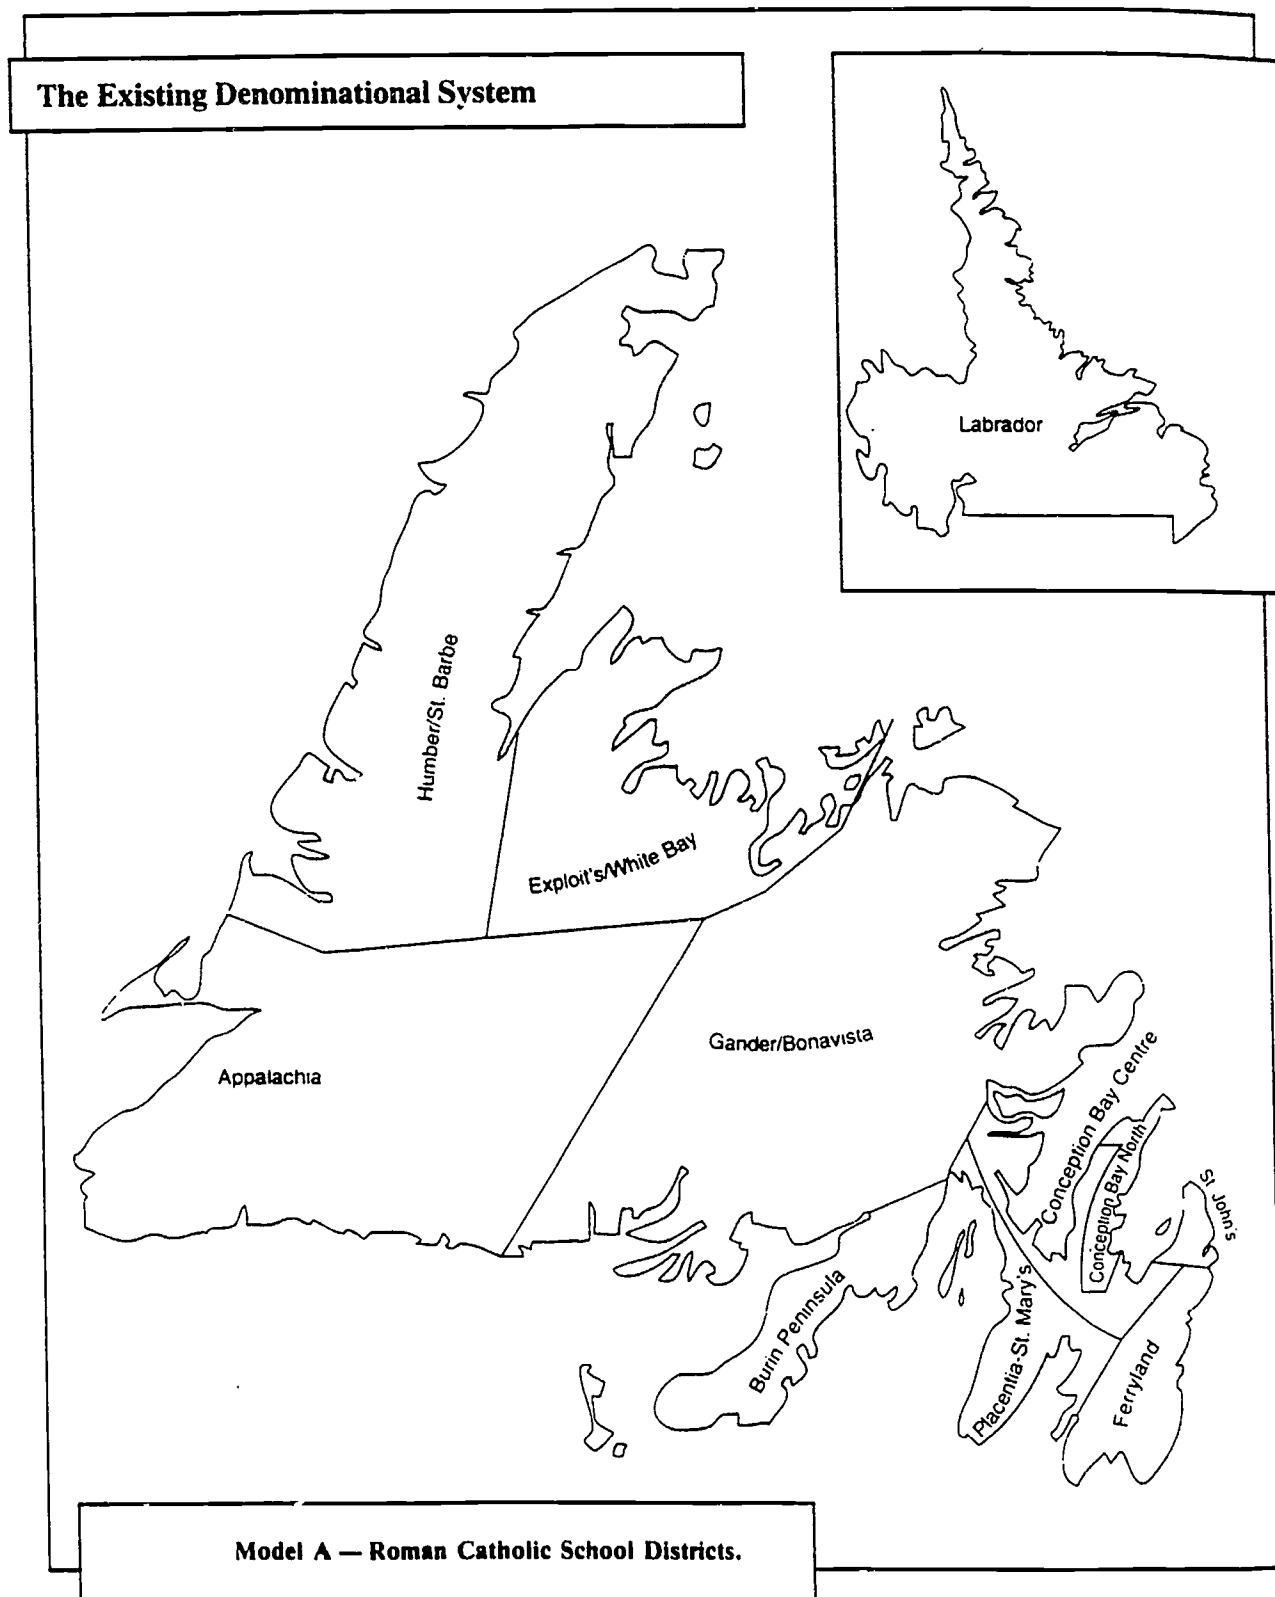 The Existing Denominational System
Labrador
Humber/St. Barbe
Exploit's/White Bay
Gander/Bonavista
Appalachia
Conception Bay Centre
Conception Bay North
St John's
Burin Peninsula
Placentia-St. Mary's
Ferryland
Model A — Roman Catholic School Districts.